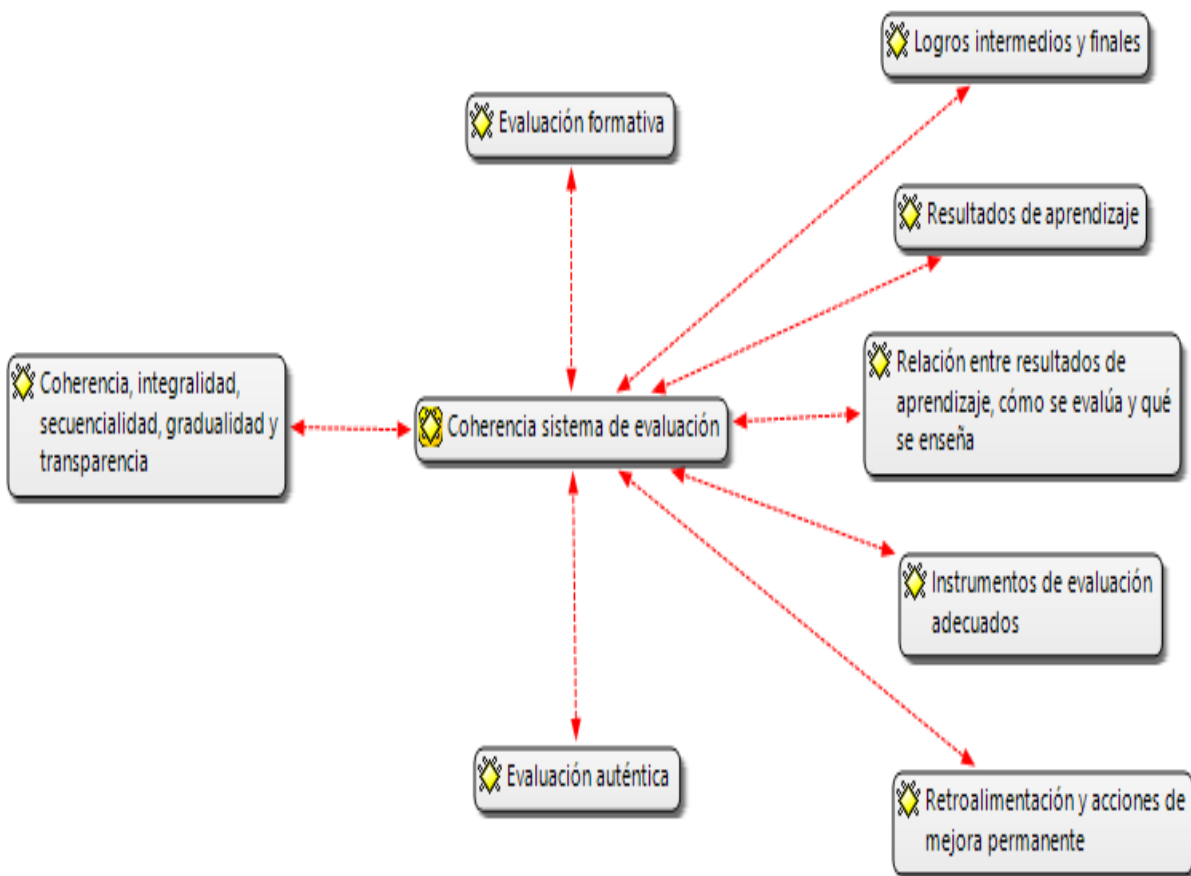 Logros intermedios y finales
Evaluación formativa
Resultados de aprendizaje
Relación entre resultados de
aprendizaje, cómo se evalúa y qué
se enseña
Coherencia, integralidad,
secuencialidad, gradualidad y
transparencia
Coherencia sistema de evaluación
Instrumentos de evaluación
adecuados
Evaluación auténtica
Retroalimentación y acciones de
mejora permanente